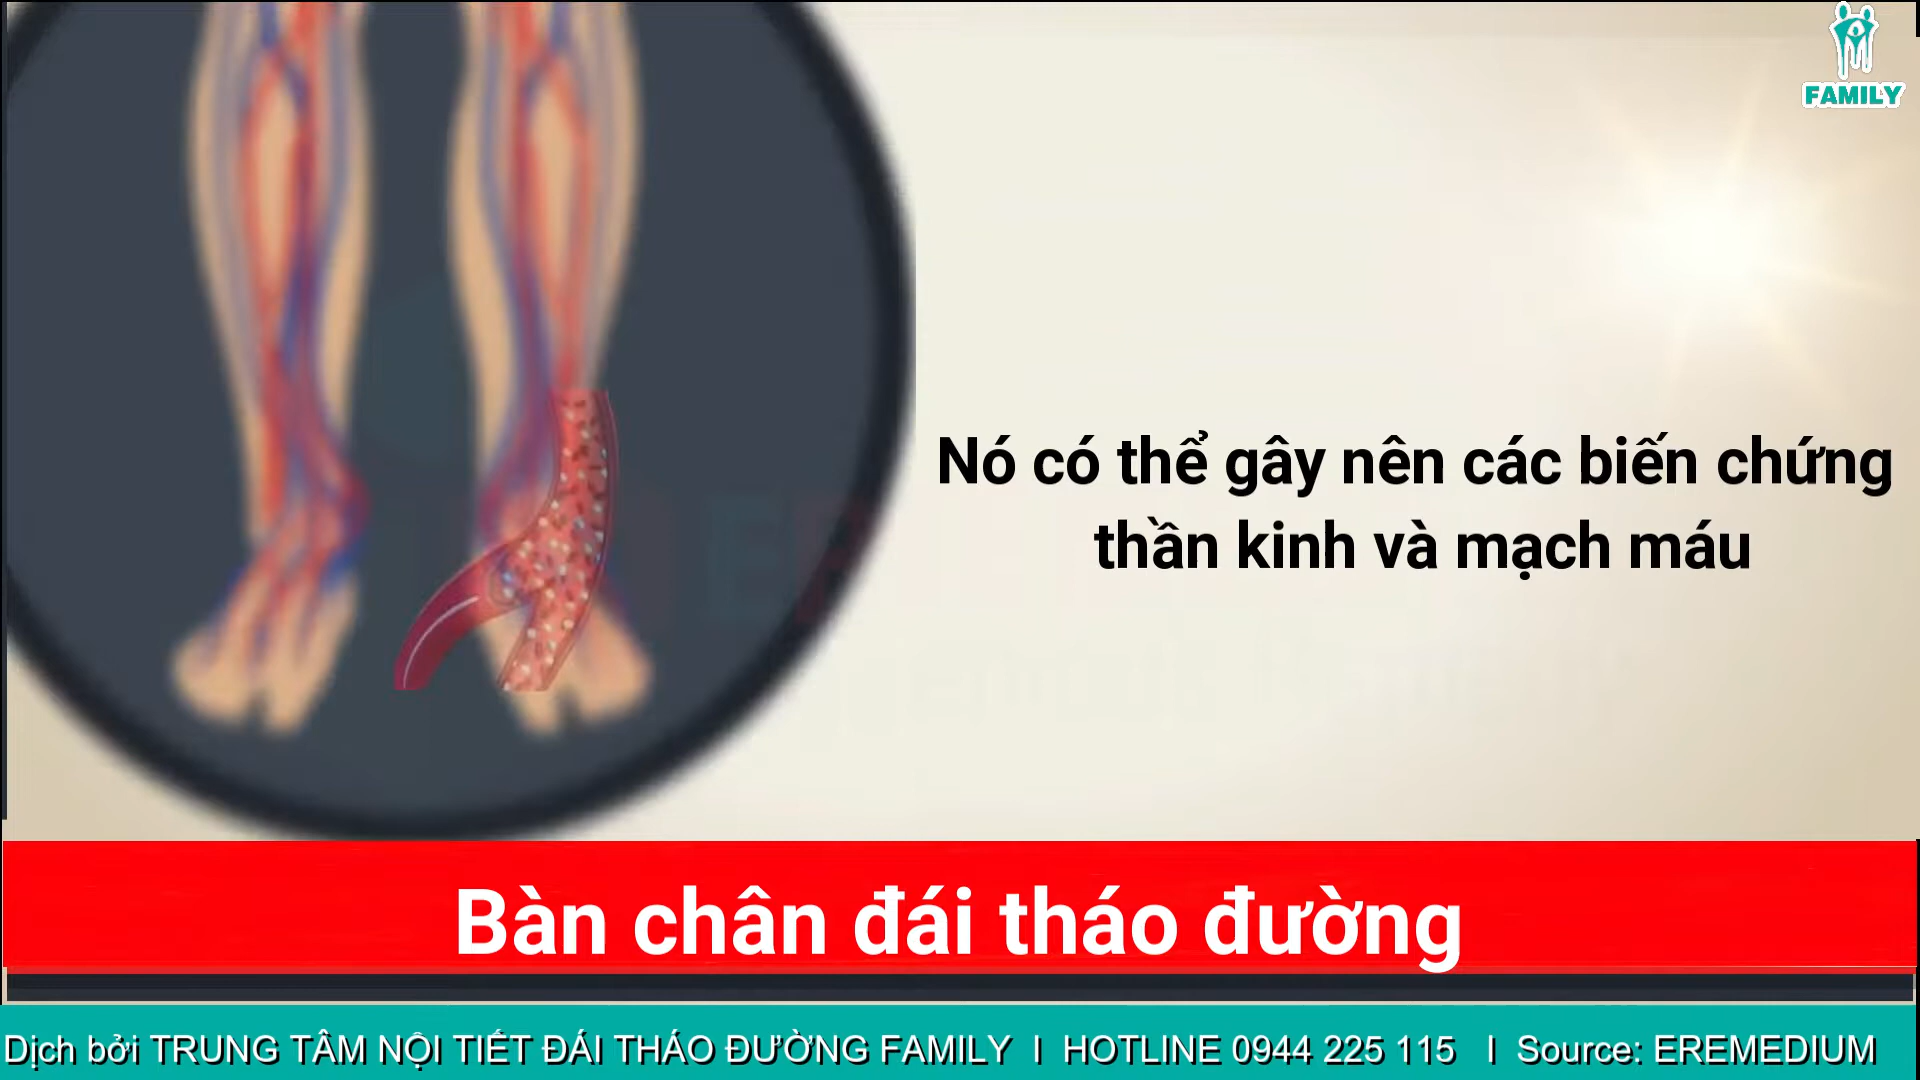 FAMILY
Nó có thể gây nên các biến chứng
thần kinh và mạch máu
Bàn chân đái tháo đường
Dịch bởi TRUNG TÂM NỘI TIẾT ĐÁI THÁO ĐƯỜNG FAMILY I HOTLINE 0944 225 115 I Source: EREMEDIUM